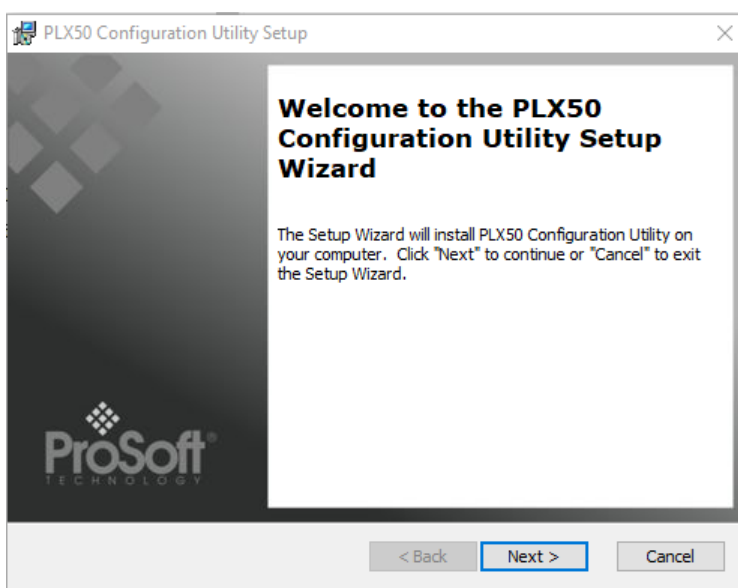 PLX50 Configuration Utility Setup
Welcome to the PLX50
Configuration Utility Setup
Wizard
The Setup Wizard will install PLX50 Configuration Utility on
your computer.  Click "Next" to continue or "Cancel" to exit
the Setup Wizard.
ProSoft®
TECHNOLOGY
< Back
Next >
Cancel